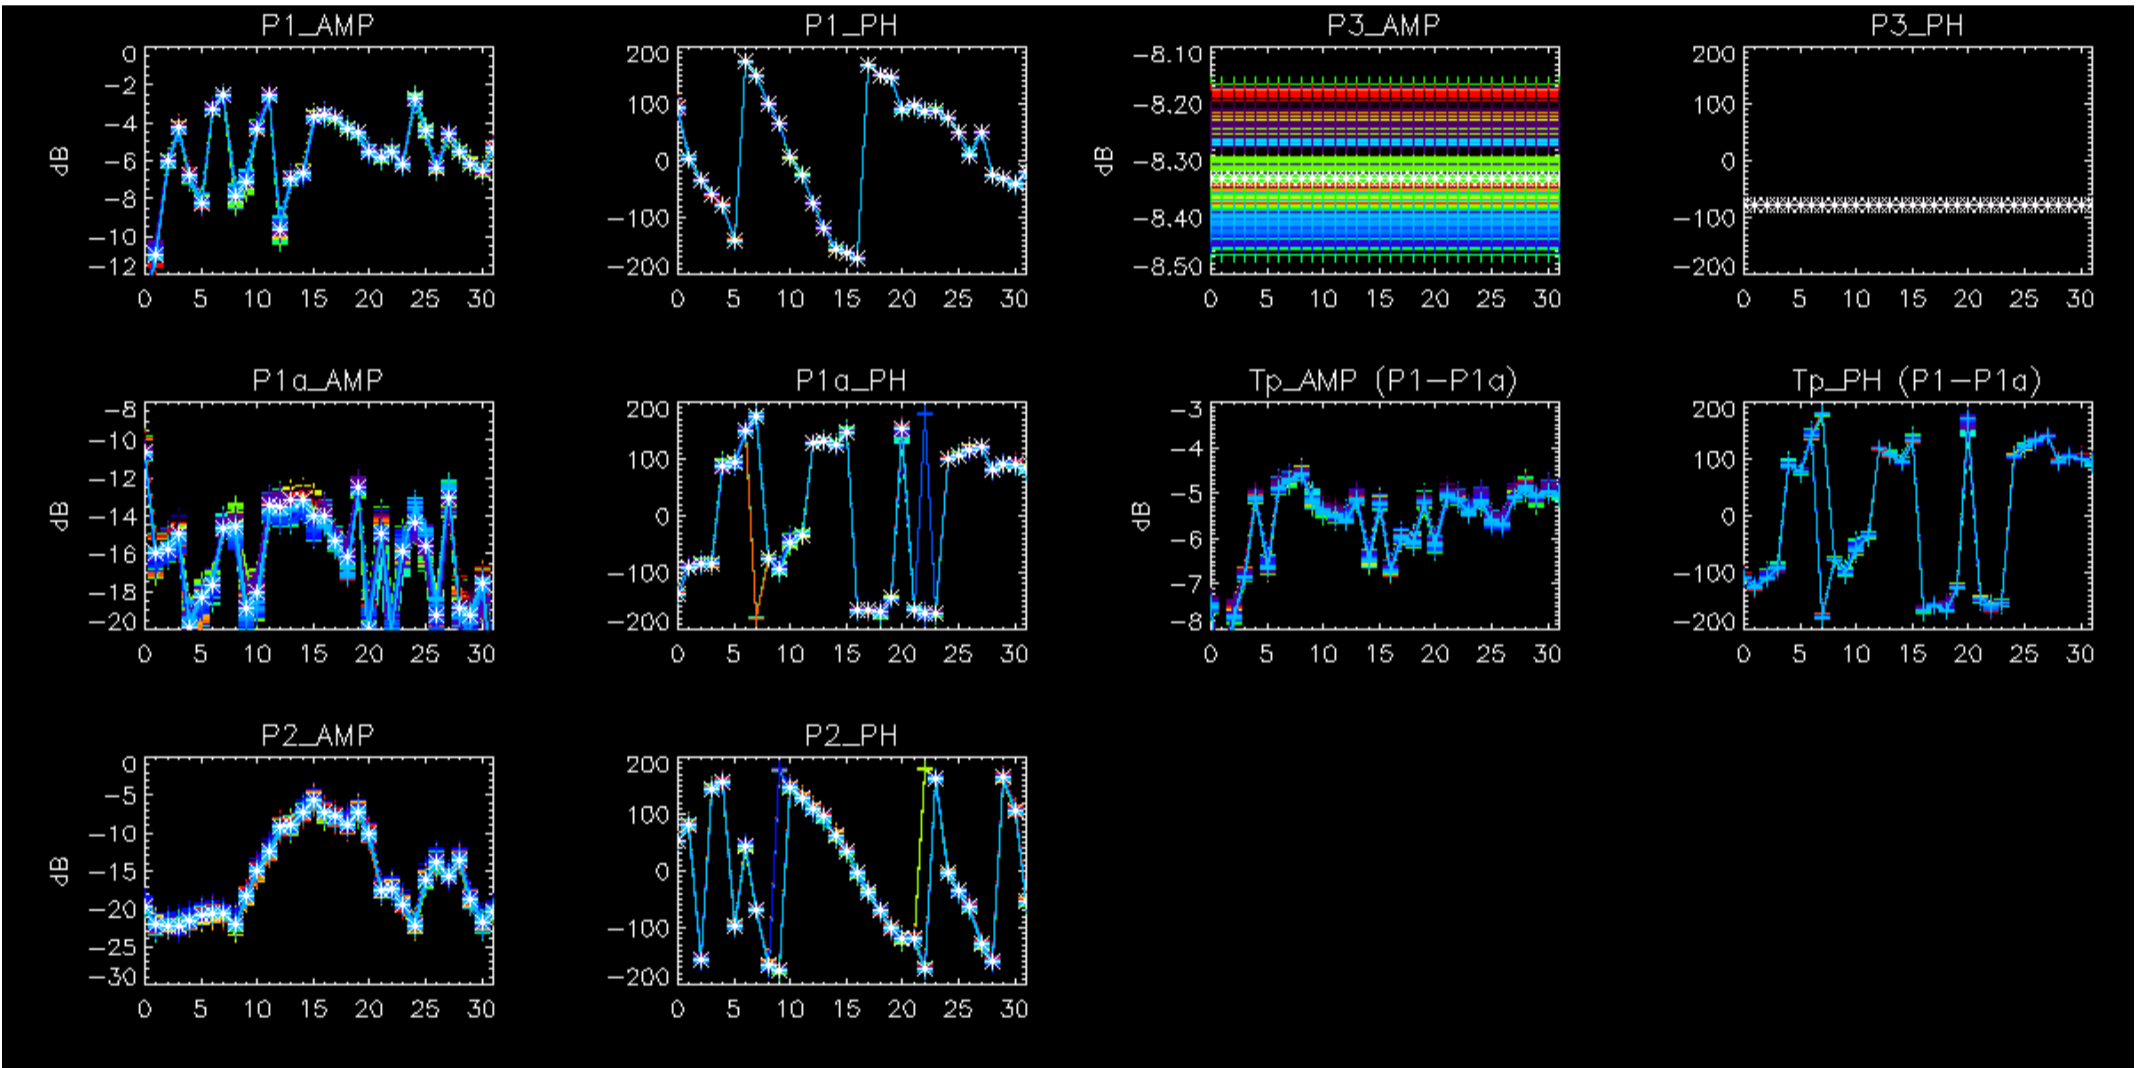 P1_AMP P1_PH P3_AMP P3_PH
0 200 -8.10 200
-2
100 -8.20 100
-4
dB -6 0 dB -8.30 0
-8
-100 -8.40 -100
-10
-12 -200 -8.50 -200
0 5 10 15 20 25 30 0 5 10 15 20 25 30 0 5 10 15 20 25 30 0 5 10 15 20 25 30
P1a_AMP P1a_PH Tp_AMP (P1-P1a) Tp_PH (P1-P1a)
-8 200 -3 200
-10
100 -4 100
-12
dB -14 0 dB -5 0
-16 -6
-100 -100
-18 -7
-20 -200 -8 -200
0 5 10 15 20 25 30 0 5 10 15 20 25 30 0 5 10 15 20 25 30 0 5 10 15 20 25 30
P2_AMP P2_PH
0 200
-5
100
-10
dB -15 0
-20
-100
-25
-30 -200
0 5 10 15 20 25 30 0 5 10 15 20 25 30